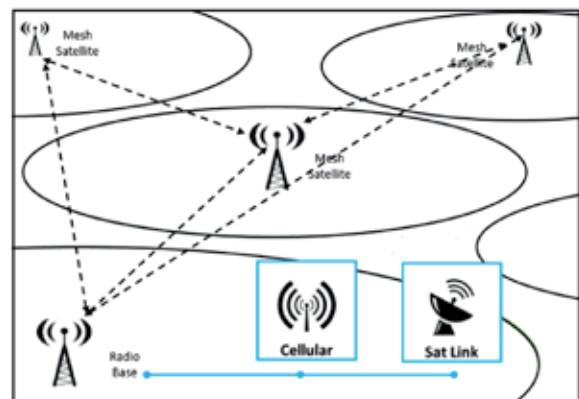 Mesh
Satellite
Mesh
Satellite
Mesh
Satellite
Cellular
Sat Link
Radio
Base